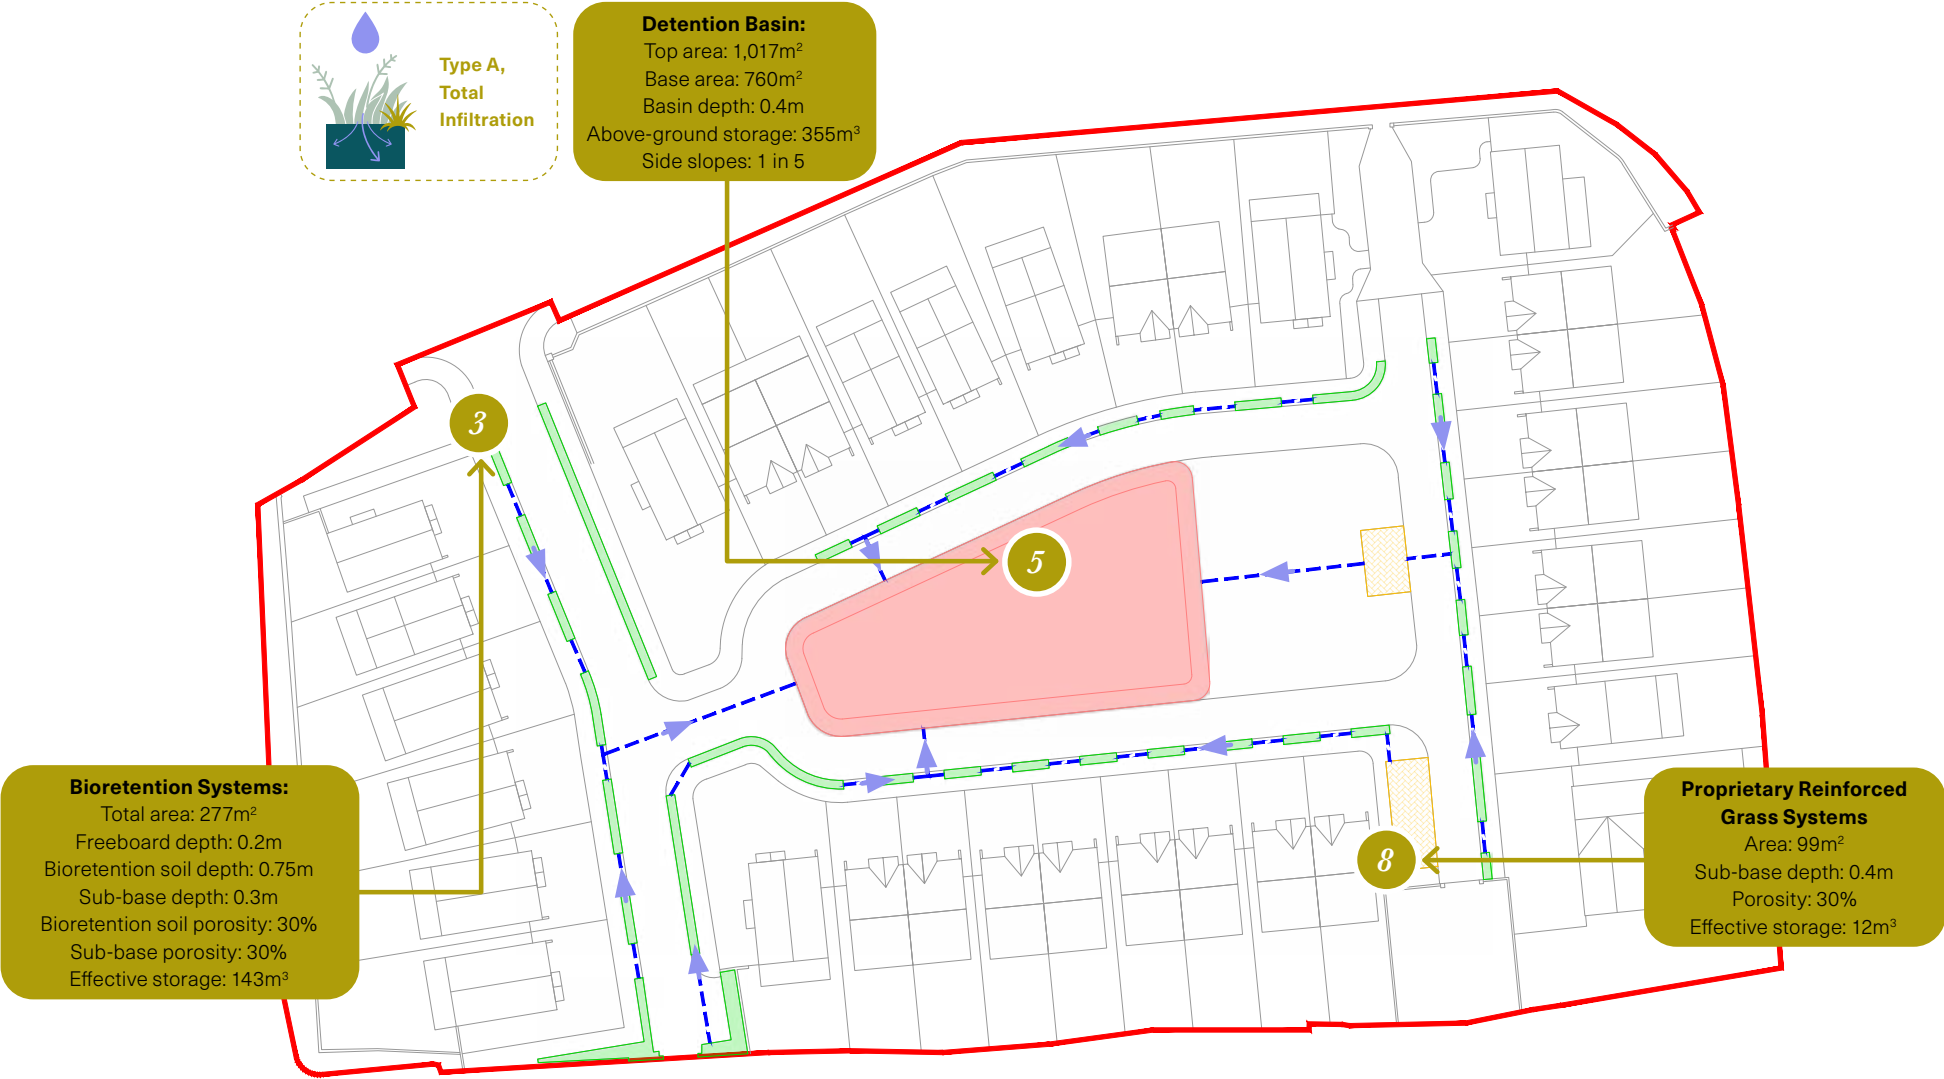 Type A,
Total
Infiltration
Detention Basin:
Top area: 1,017m²
Base area: 760m²
Basin depth: 0.4m
Above-ground storage: 355m³
Side slopes: 1 in 5
3
5
Bioretention Systems:
Total area: 277m²
Freeboard depth: 0.2m
Bioretention soil depth: 0.75m
Sub-base depth: 0.3m
Bioretention soil porosity: 30%
Sub-base porosity: 30%
Effective storage: 143m³
8
Proprietary Reinforced
Grass Systems
Area: 99m²
Sub-base depth: 0.4m
Porosity: 30%
Effective storage: 12m³